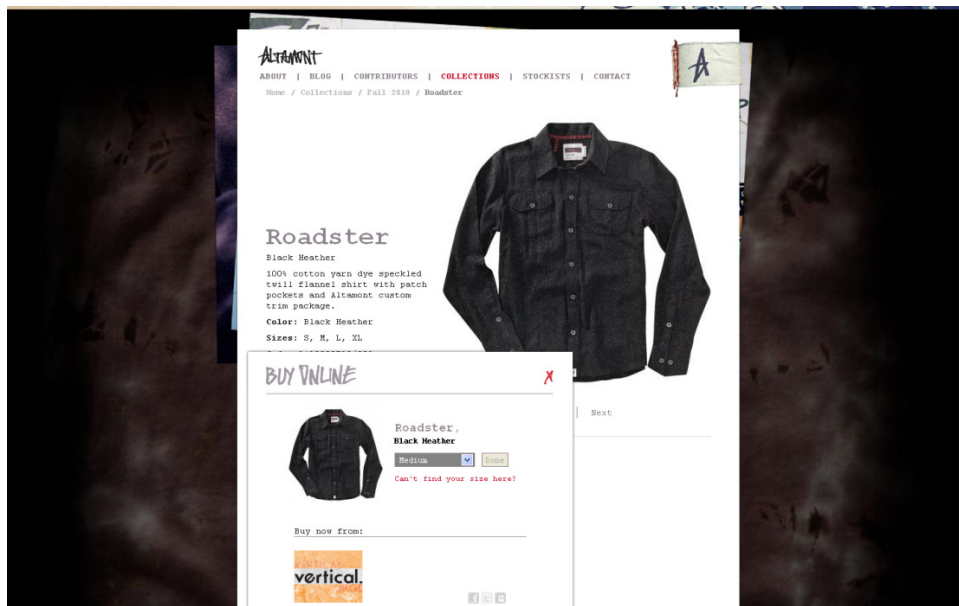 ALTAMONT
ABOUT | BLOG | CONTRIBUTORS | COLLECTIONS | STOCKISTS | CONTACT
Home / Collections / Fall 2010 / Roadster
Roadster
Black Heather
100% cotton yarn dye speckled
twill flannel shirt with patch
pockets and Altamont custom
trim package.
Color: Black Heather
Sizes: S, M, L, XL
BUY ONLINE
X
| Next
Roadster,
Black Heather
Medium
Done
Can't find your size here?
Buy now from:
vertical.